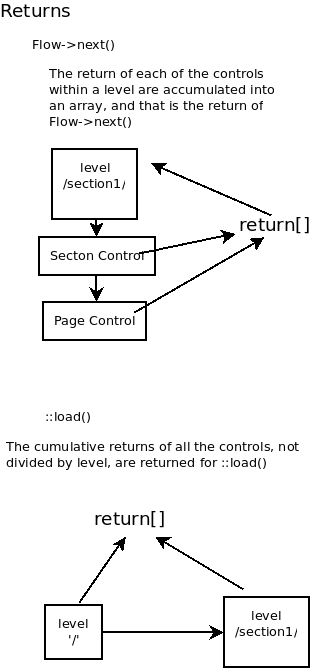 Returns
Flow->next()
The return of each of the controls
within a level are accumulated into
an array, and that is the return of
Flow->next()
level
/section1/
return[]
Secton Control
Page Control
::load()
The cumulative returns of all the controls, not
divided by level, are returned for ::load()
return[]
level
'/'
level
/section1/